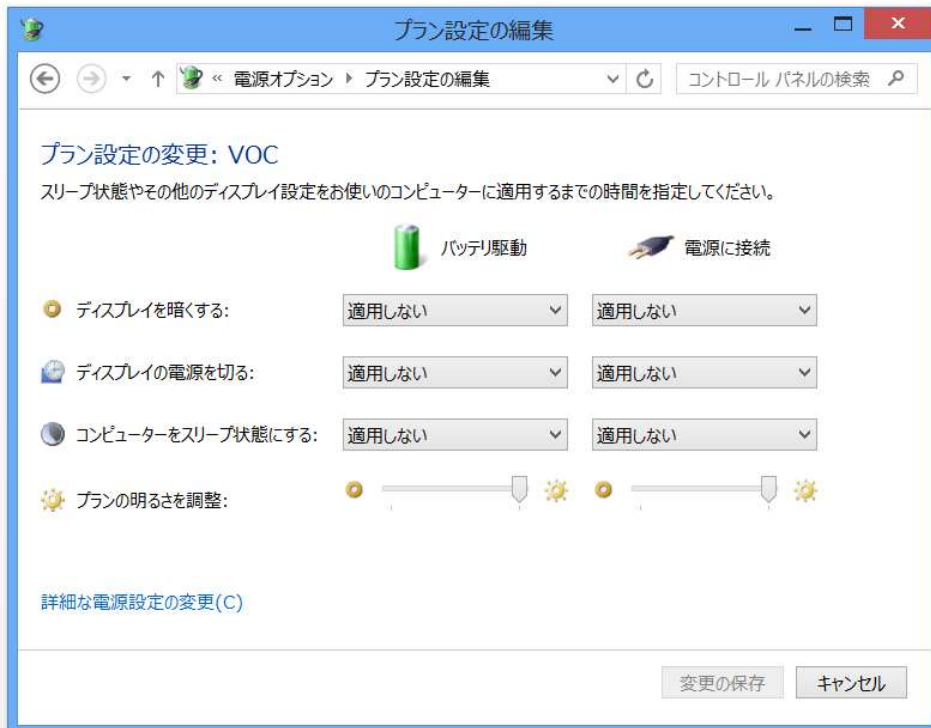 プラン設定の編集
« 電源オプション プラン設定の編集 コントロール パネルの検索
プラン設定の変更: VOC
スリープ状態やその他のディスプレイ設定をお使いのコンピューターに適用するまでの時間を指定してください。
バッテリ駆動 電源に接続
ディスプレイを暗くする: 適用しない 適用しない
ディスプレイの電源を切る: 適用しない 適用しない
コンピューターをスリープ状態にする: 適用しない 適用しない
プランの明るさを調整:
詳細な電源設定の変更(C)
変更の保存 キャンセル